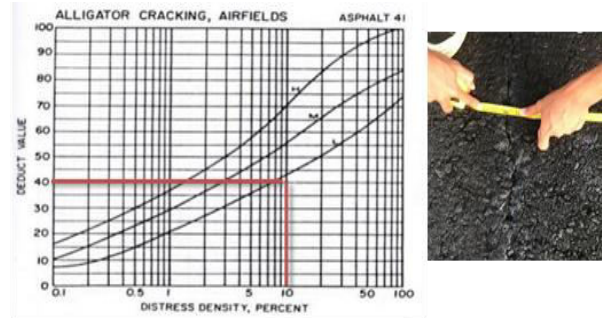 ALLIGATOR CRACKING, AIRFIELDS
ASPHALT 41
100
90
80
70
60
50
40
30
20
10
0
DEDUCT VALUE
H
M
L
0.1 0.5 1 5 10 50 100
DISTRESS DENSITY, PERCENT